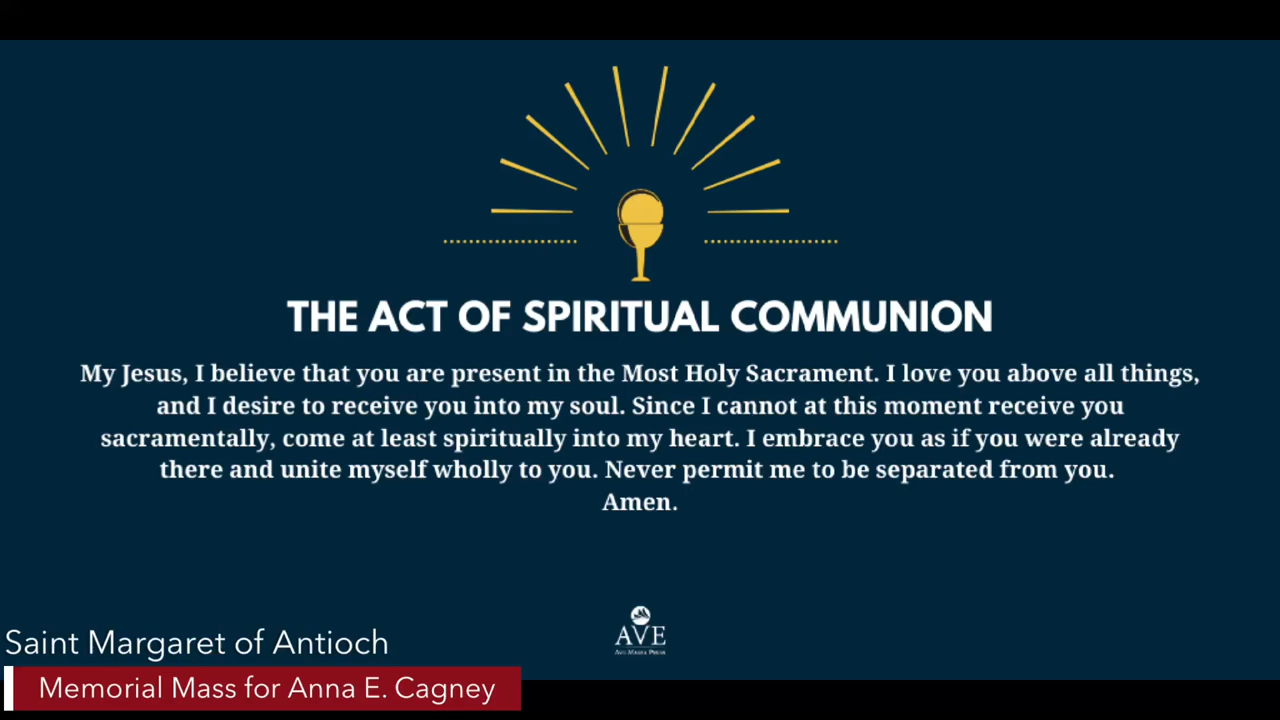 THE ACT OF SPIRITUAL COMMUNION
My Jesus, I believe that you are present in the Most Holy Sacrament. I love you above all things,
and I desire to receive you into my soul. Since I cannot at this moment receive you
sacramentally, come at least spiritually into my heart. I embrace you as if you were already
there and unite myself wholly to you. Never permit me to be separated from you.
Amen.
AVE
AVE MARIA PRESS
Saint Margaret of Antioch
Memorial Mass for Anna E. Cagney